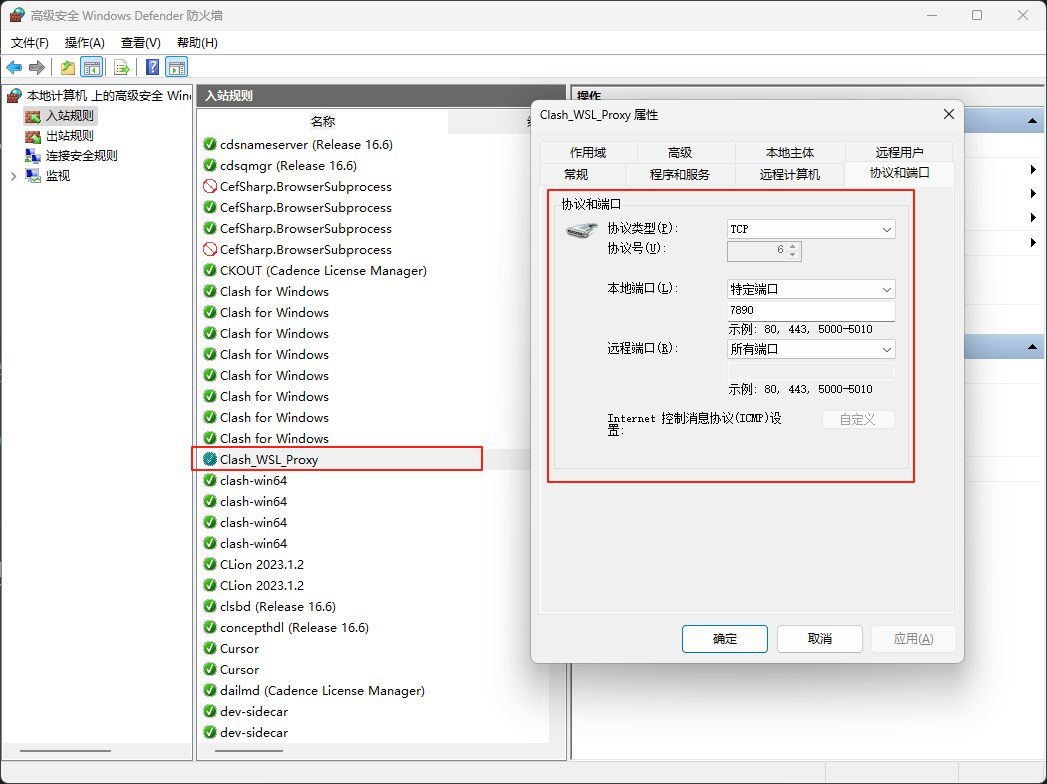 高级安全 Windows Defender 防火墙
文件(F) 操作(A) 查看(V) 帮助(H)
本地计算机 上的高级安全 Win
入站规则
出站规则
连接安全规则
监视
入站规则
名称
cdsnameserver (Release 16.6)
cdsqmgr (Release 16.6)
CefSharp.BrowserSubprocess
CefSharp.BrowserSubprocess
CefSharp.BrowserSubprocess
CefSharp.BrowserSubprocess
CKOUT (Cadence License Manager)
Clash for Windows
Clash for Windows
Clash for Windows
Clash for Windows
Clash for Windows
Clash for Windows
Clash for Windows
Clash for Windows
Clash_WSL_Proxy
clash-win64
clash-win64
clash-win64
clash-win64
CLion 2023.1.2
CLion 2023.1.2
clsbd (Release 16.6)
concepthdl (Release 16.6)
Cursor
Cursor
dailmd (Cadence License Manager)
dev-sidecar
dev-sidecar
操作
Clash_WSL_Proxy 属性
作用域 高级 本地主体 远程用户
常规 程序和服务 远程计算机 协议和端口
协议和端口
协议类型(P): TCP
协议号(U): 6
本地端口(L): 特定端口
7890
示例: 80, 443, 5000-5010
远程端口(R): 所有端口
示例: 80, 443, 5000-5010
Internet 控制消息协议(ICMP)设
置: 自定义
确定 取消 应用(A)